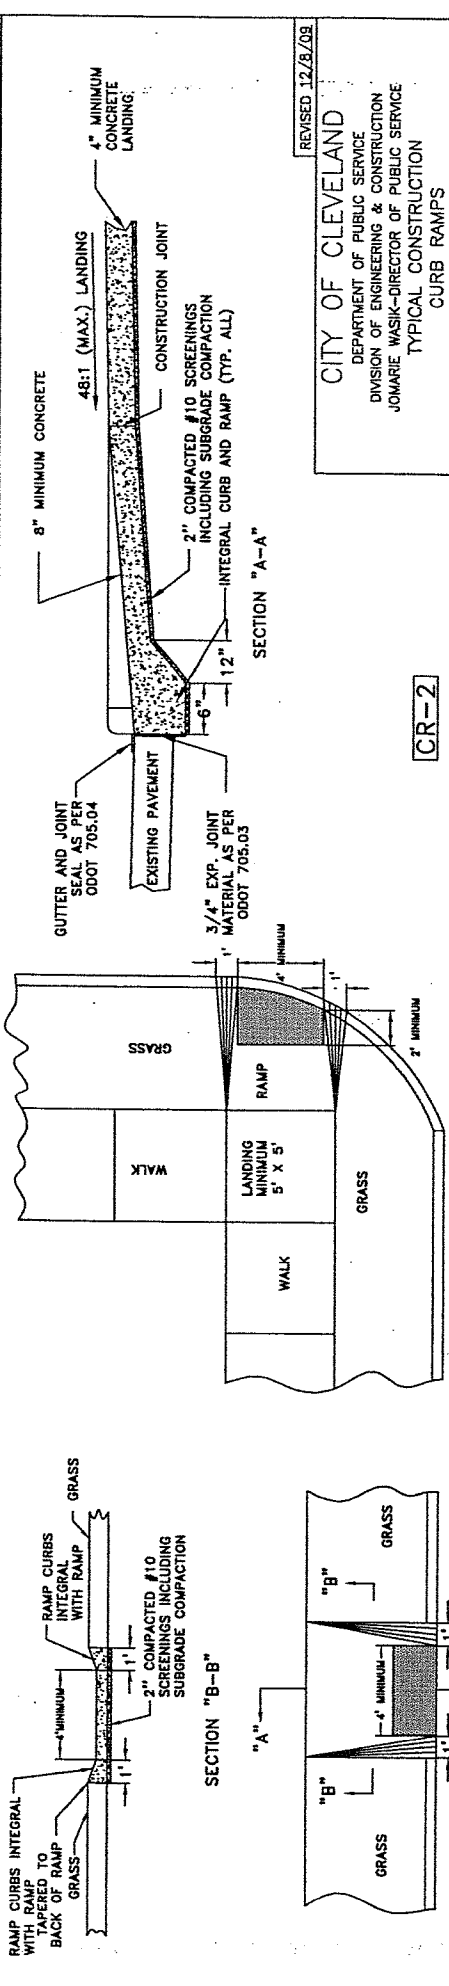 RAMP CURBS INTEGRAL
WITH RAMP
TAPERED TO
BACK OF RAMP
GRASS
4'MINIMUM
RAMP CURBS
INTEGRAL
WITH RAMP
GRASS
1'
1'
2" COMPACTED #10
SCREENINGS INCLUDING
SUBGRADE COMPACTION
SECTION "B-B"
"A"
"B"
"B"
GRASS
GRASS
4' MINIMUM
1'
1'
GRASS
WALK
WALK
LANDING
MINIMUM
5' X 5'
RAMP
GRASS
1'
4' MINIMUM
1'
2' MINIMUM
GUTTER AND JOINT
SEAL AS PER
ODOT 705.04
EXISTING PAVEMENT
3/4" EXP. JOINT
MATERIAL AS PER
ODOT 705.03
8" MINIMUM CONCRETE
48:1 (MAX.) LANDING
4" MINIMUM
CONCRETE
LANDING
CONSTRUCTION JOINT
2" COMPACTED #10 SCREENINGS
INCLUDING SUBGRADE COMPACTION
INTEGRAL CURB AND RAMP (TYP. ALL)
6"
12"
SECTION "A-A"
CR-2
REVISED 12/8/09
CITY OF CLEVELAND
DEPARTMENT OF PUBLIC SERVICE
DIVISION OF ENGINEERING & CONSTRUCTION
JOMARIE WASIK-DIRECTOR OF PUBLIC SERVICE
TYPICAL CONSTRUCTION
CURB RAMPS